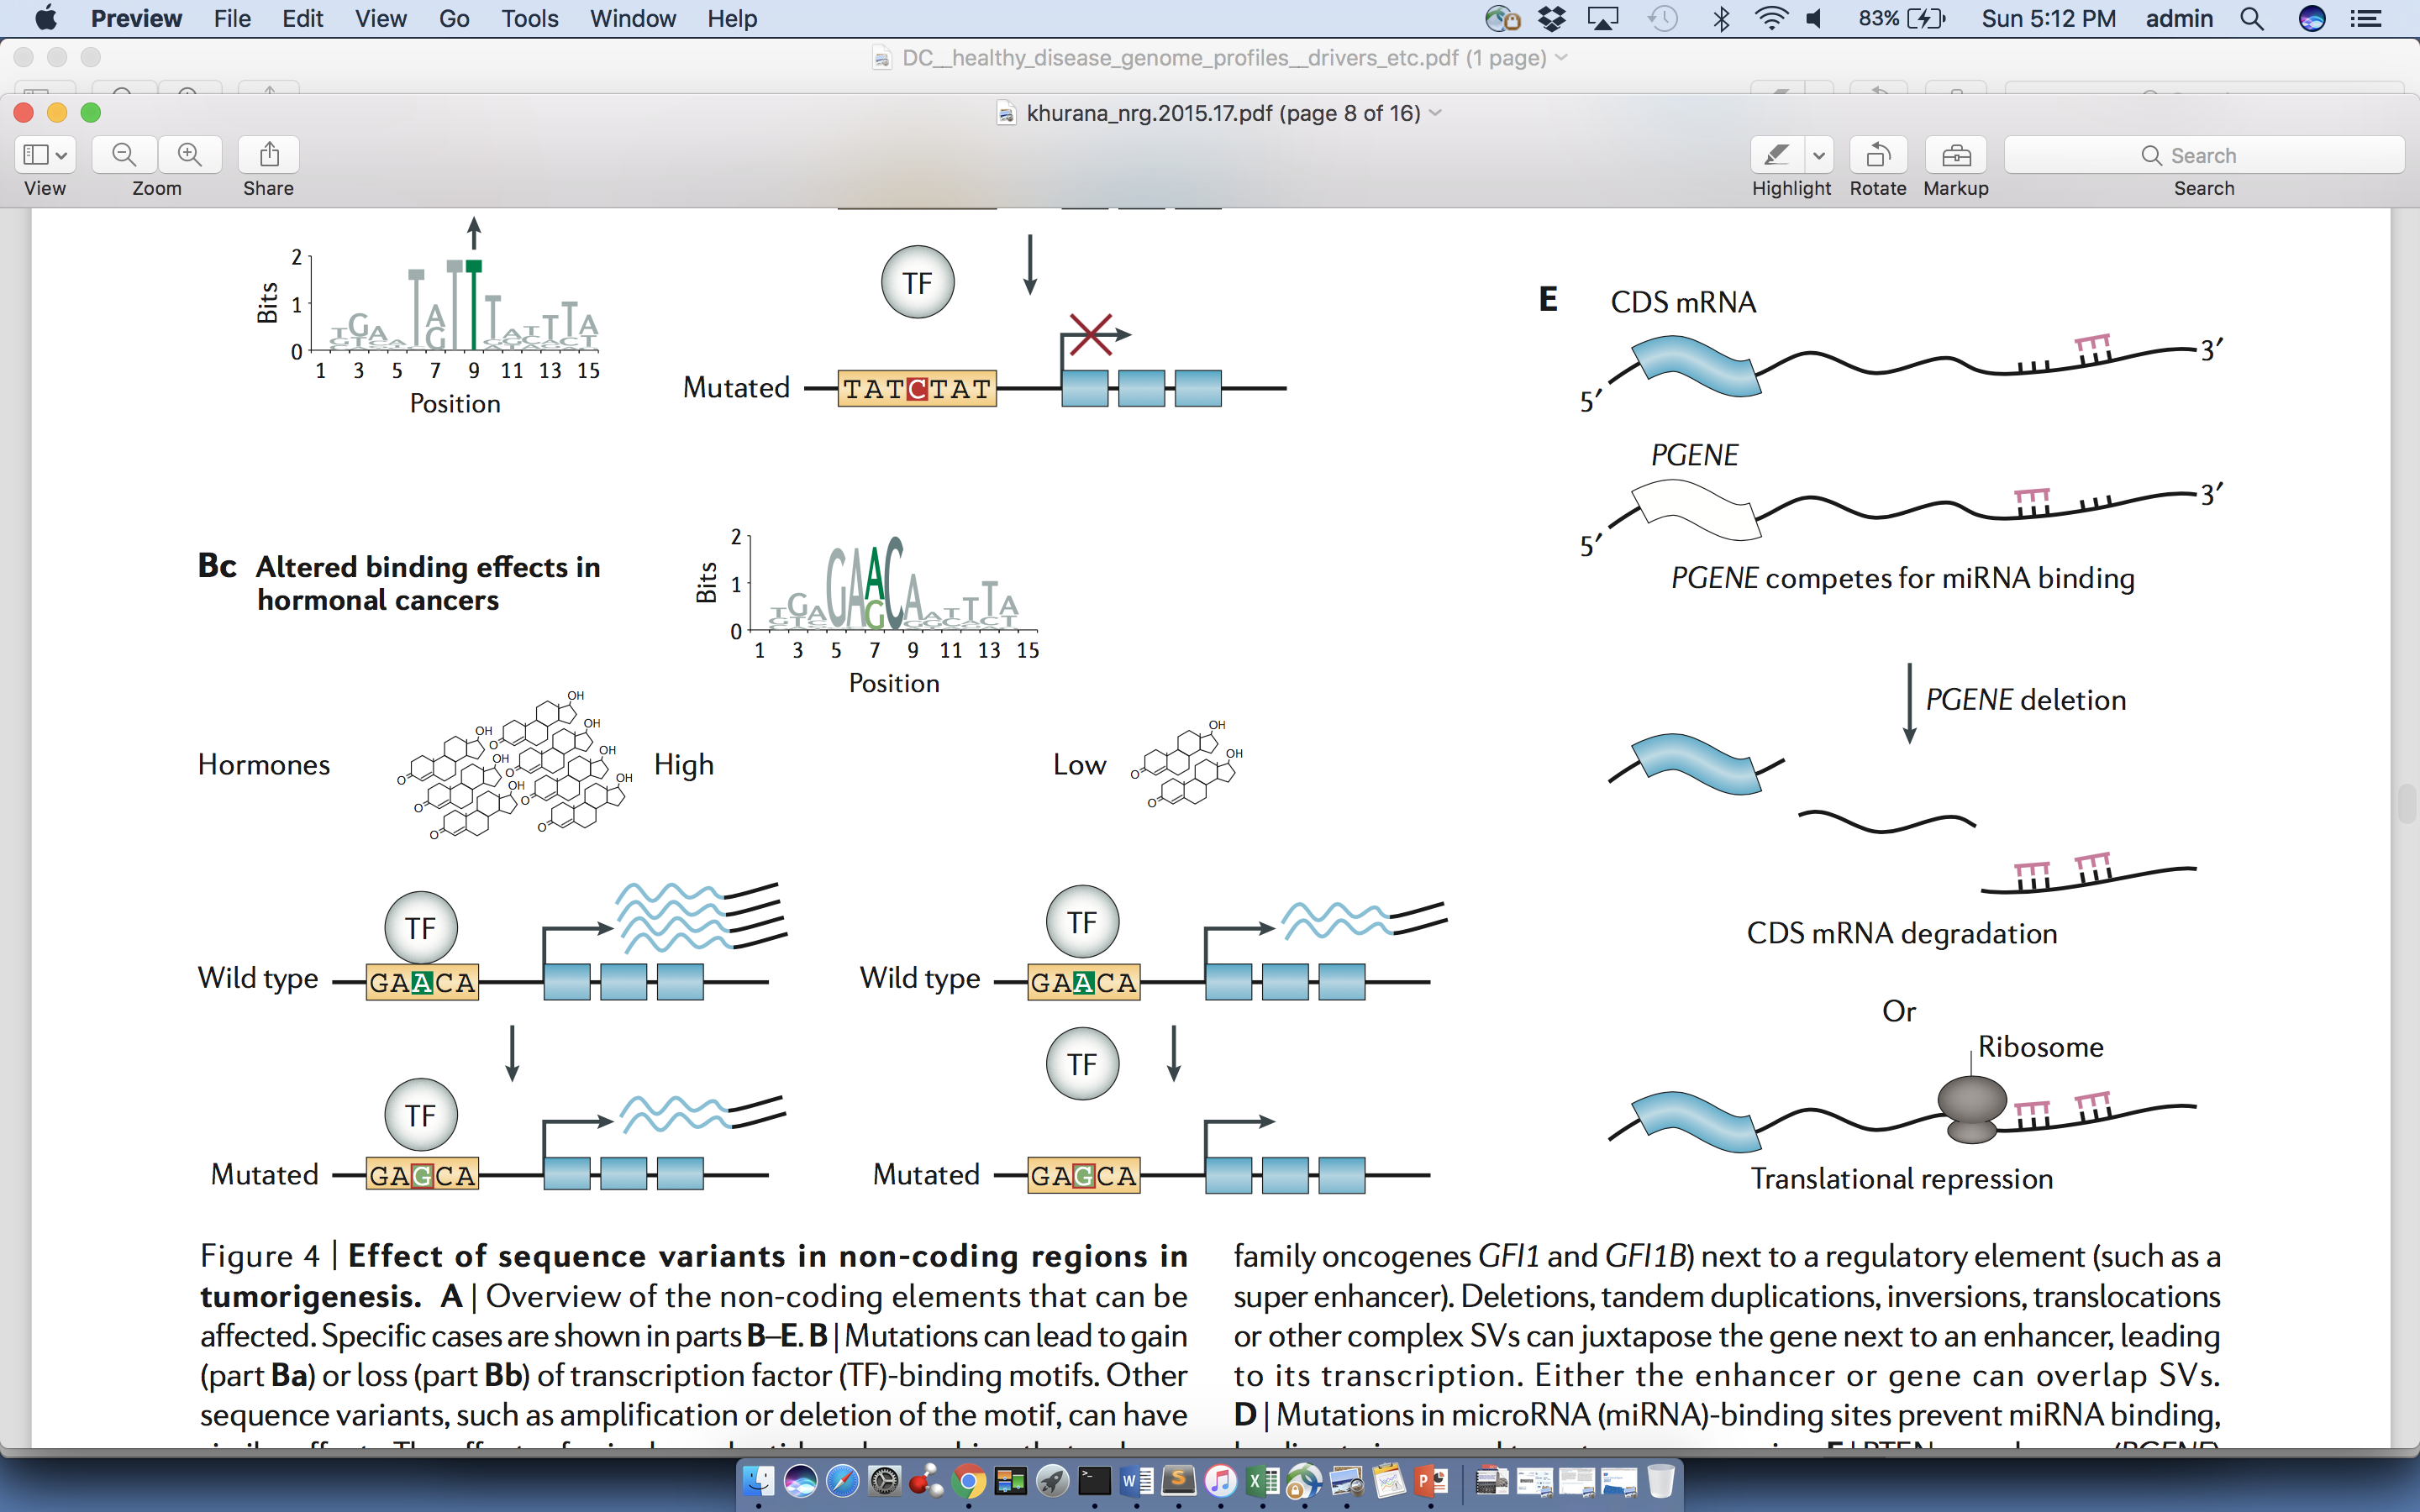 Preview File Edit View Go Tools Window Help 83% Sun 5:12 PM admin
DC__healthy_disease_genome_profiles__drivers_etc.pdf (1 page)
khurana_nrg.2015.17.pdf (page 8 of 16)
Search
View Zoom Share Highlight Rotate Markup Search
Bits
2
1
0
1 3 5 7 9 11 13 15
Position
TF
Mutated TATCTAT
Bc Altered binding effects in
hormonal cancers
Bits
2
1
0
1 3 5 7 9 11 13 15
Position
Hormones High Low
TF
Wild type GAACA
TF
Mutated GAGCA
TF
Wild type GAACA
TF
Mutated GAGCA
E CDS mRNA
5′ 3′
PGENE
5′ 3′
PGENE competes for miRNA binding
PGENE deletion
CDS mRNA degradation
Or
Ribosome
Translational repression
Figure 4 | Effect of sequence variants in non-coding regions in
tumorigenesis. A | Overview of the non-coding elements that can be
affected. Specific cases are shown in parts B–E. B | Mutations can lead to gain
(part Ba) or loss (part Bb) of transcription factor (TF)-binding motifs. Other
sequence variants, such as amplification or deletion of the motif, can have
family oncogenes GFI1 and GFI1B) next to a regulatory element (such as a
super enhancer). Deletions, tandem duplications, inversions, translocations
or other complex SVs can juxtapose the gene next to an enhancer, leading
to its transcription. Either the enhancer or gene can overlap SVs.
D | Mutations in microRNA (miRNA)-binding sites prevent miRNA binding,